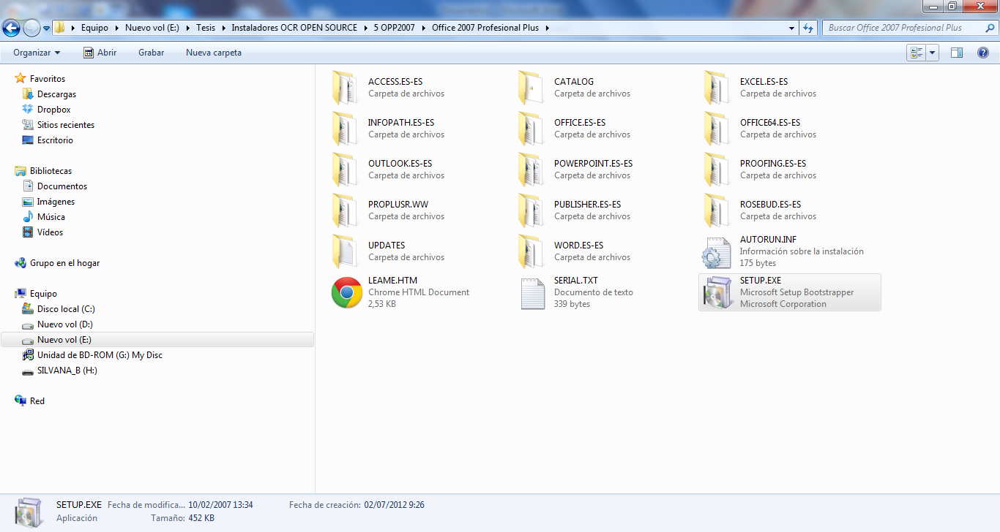 Equipo Nuevo vol (E:) Tesis Instaladores OCR OPEN SOURCE 5 OPP2007 Office 2007 Profesional Plus
Buscar Office 2007 Profesional Plus
Organizar Abrir Grabar Nueva carpeta
Favoritos
Descargas
Dropbox
Sitios recientes
Escritorio
Bibliotecas
Documentos
Imágenes
Música
Vídeos
Grupo en el hogar
Equipo
Disco local (C:)
Nuevo vol (D:)
Nuevo vol (E:)
Unidad de BD-ROM (G:) My Disc
SILVANA_B (H:)
Red
ACCESS.ES-ES
Carpeta de archivos
CATALOG
Carpeta de archivos
EXCEL.ES-ES
Carpeta de archivos
INFOPATH.ES-ES
Carpeta de archivos
OFFICE.ES-ES
Carpeta de archivos
OFFICE64.ES-ES
Carpeta de archivos
OUTLOOK.ES-ES
Carpeta de archivos
POWERPOINT.ES-ES
Carpeta de archivos
PROOFING.ES-ES
Carpeta de archivos
PROPLUSR.WW
Carpeta de archivos
PUBLISHER.ES-ES
Carpeta de archivos
ROSEBUD.ES-ES
Carpeta de archivos
UPDATES
Carpeta de archivos
WORD.ES-ES
Carpeta de archivos
AUTORUN.INF
Información sobre la instalación
175 bytes
LEAME.HTM
Chrome HTML Document
2,53 KB
SERIAL.TXT
Documento de texto
339 bytes
SETUP.EXE
Microsoft Setup Bootstrapper
Microsoft Corporation
SETUP.EXE Fecha de modifica... 10/02/2007 13:34 Fecha de creación: 02/07/2012 9:26
Aplicación Tamaño: 452 KB